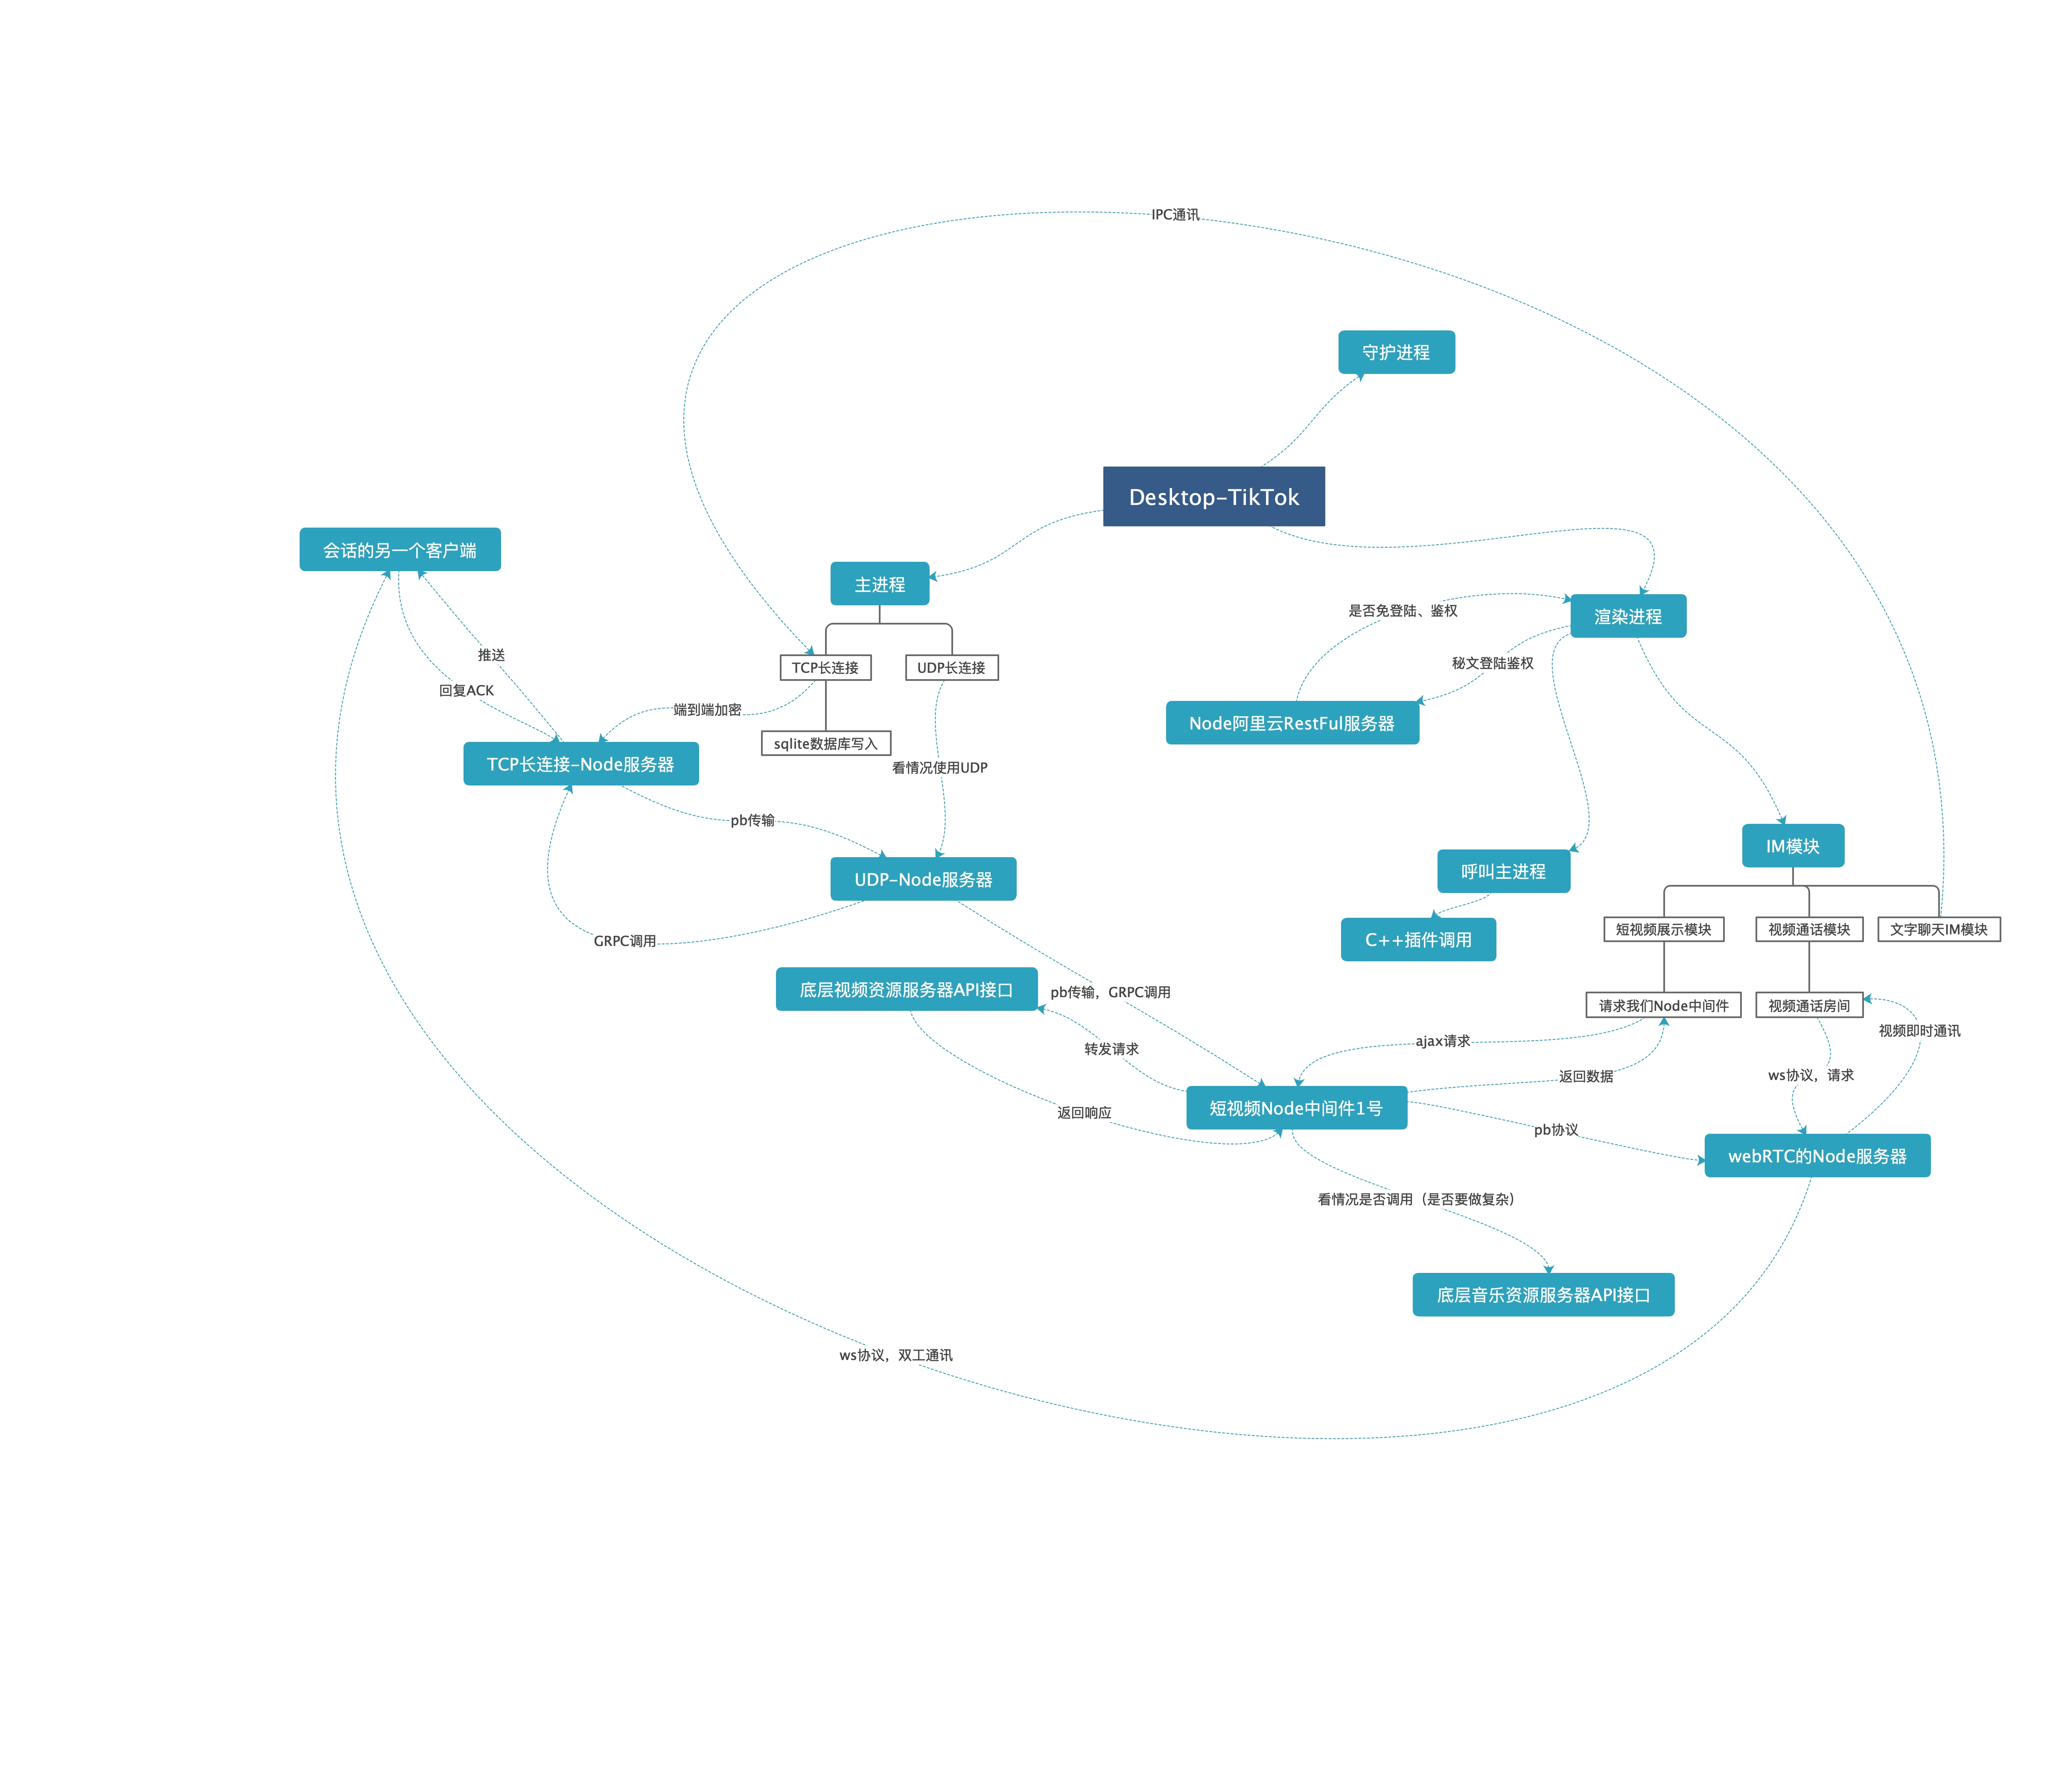 IPC通讯
守护进程
Desktop-TikTok
会话的另一个客户端
主进程
是否免登陆、鉴权
渲染进程
推送
TCP长连接
UDP长连接
秘文登陆鉴权
回复ACK
端到端加密
Node阿里云RestFul服务器
sqlite数据库写入
TCP长连接-Node服务器
看情况使用UDP
pb传输
IM模块
UDP-Node服务器
呼叫主进程
GRPC调用
C++插件调用
短视频展示模块
视频通话模块
文字聊天IM模块
底层视频资源服务器API接口
pb传输，GRPC调用
请求我们Node中间件
视频通话房间
视频即时通讯
转发请求
ajax请求
返回数据
ws协议，请求
返回响应
短视频Node中间件1号
pb协议
webRTC的Node服务器
看情况是否调用（是否要做复杂）
底层音乐资源服务器API接口
ws协议，双工通讯